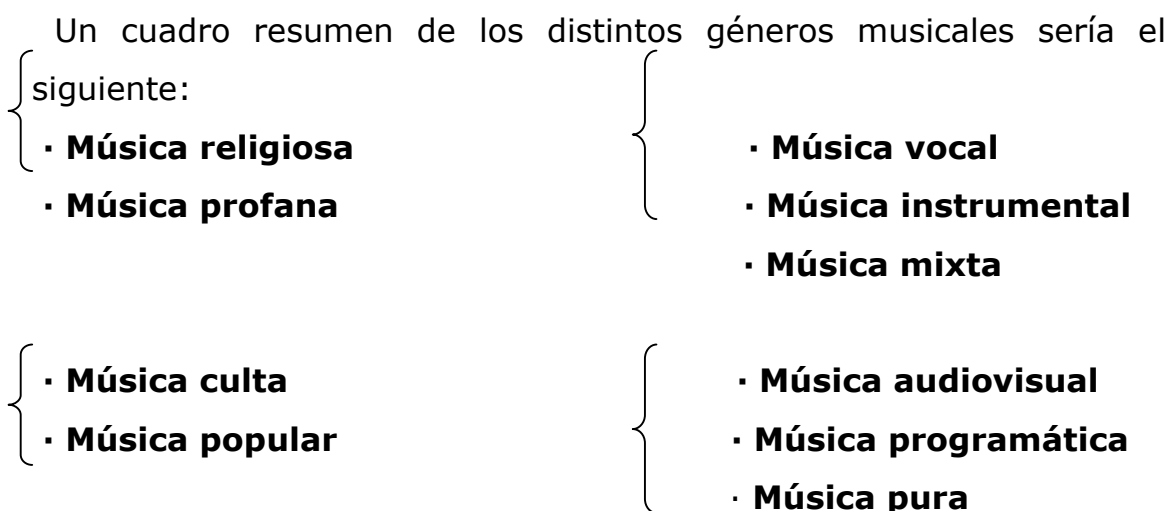 Un cuadro resumen de los distintos géneros musicales sería el
siguiente:
· Música religiosa · Música vocal
· Música profana · Música instrumental
· Música mixta
· Música culta · Música audiovisual
· Música popular · Música programática
· Música pura